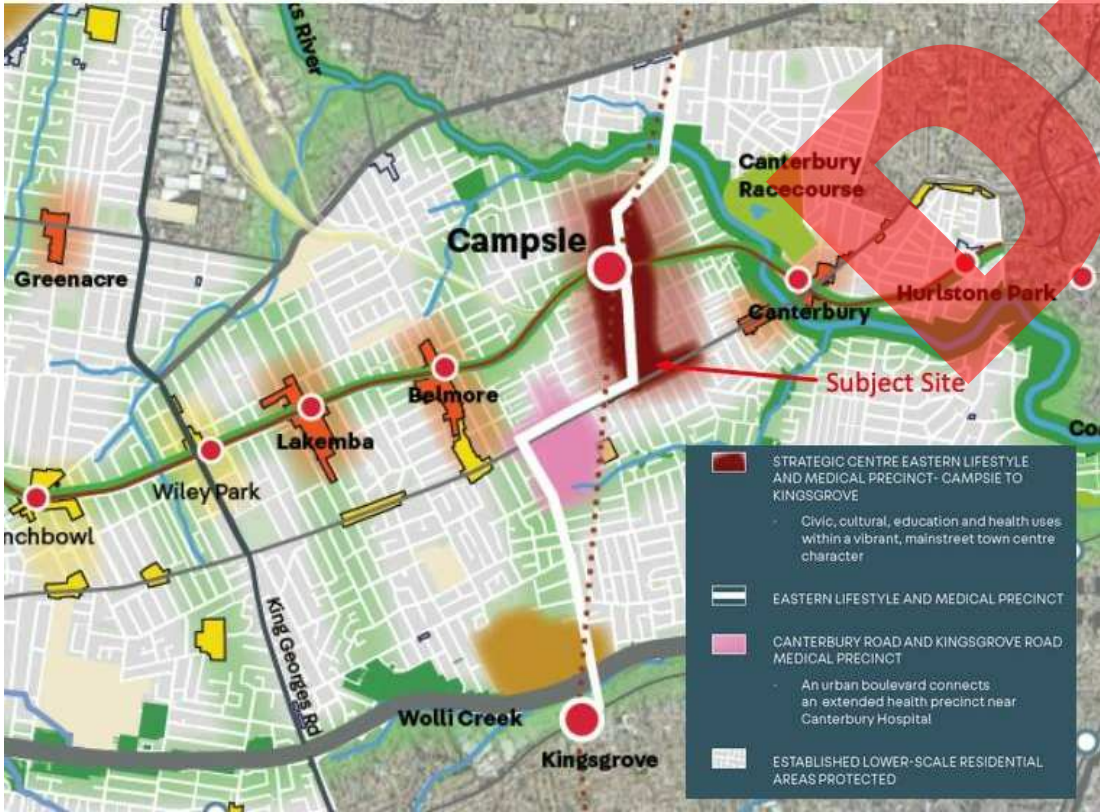 ks River
Canterbury
Racecourse
Campsie
Greenacre
Hurlstone Park
Canterbury
Subject Site
Belmore
Lakemba
Wiley Park
nchbowl
Co
King Georges Rd
Wolli Creek
Kingsgrove
STRATEGIC CENTRE EASTERN LIFESTYLE
AND MEDICAL PRECINCT- CAMPSIE TO
KINGSGROVE
- Civic, cultural, education and health uses
within a vibrant, mainstreet town centre
character
EASTERN LIFESTYLE AND MEDICAL PRECINCT
CANTERBURY ROAD AND KINGSGROVE ROAD
MEDICAL PRECINCT
- An urban boulevard connects
an extended health precinct near
Canterbury Hospital
ESTABLISHED LOWER-SCALE RESIDENTIAL
AREAS PROTECTED